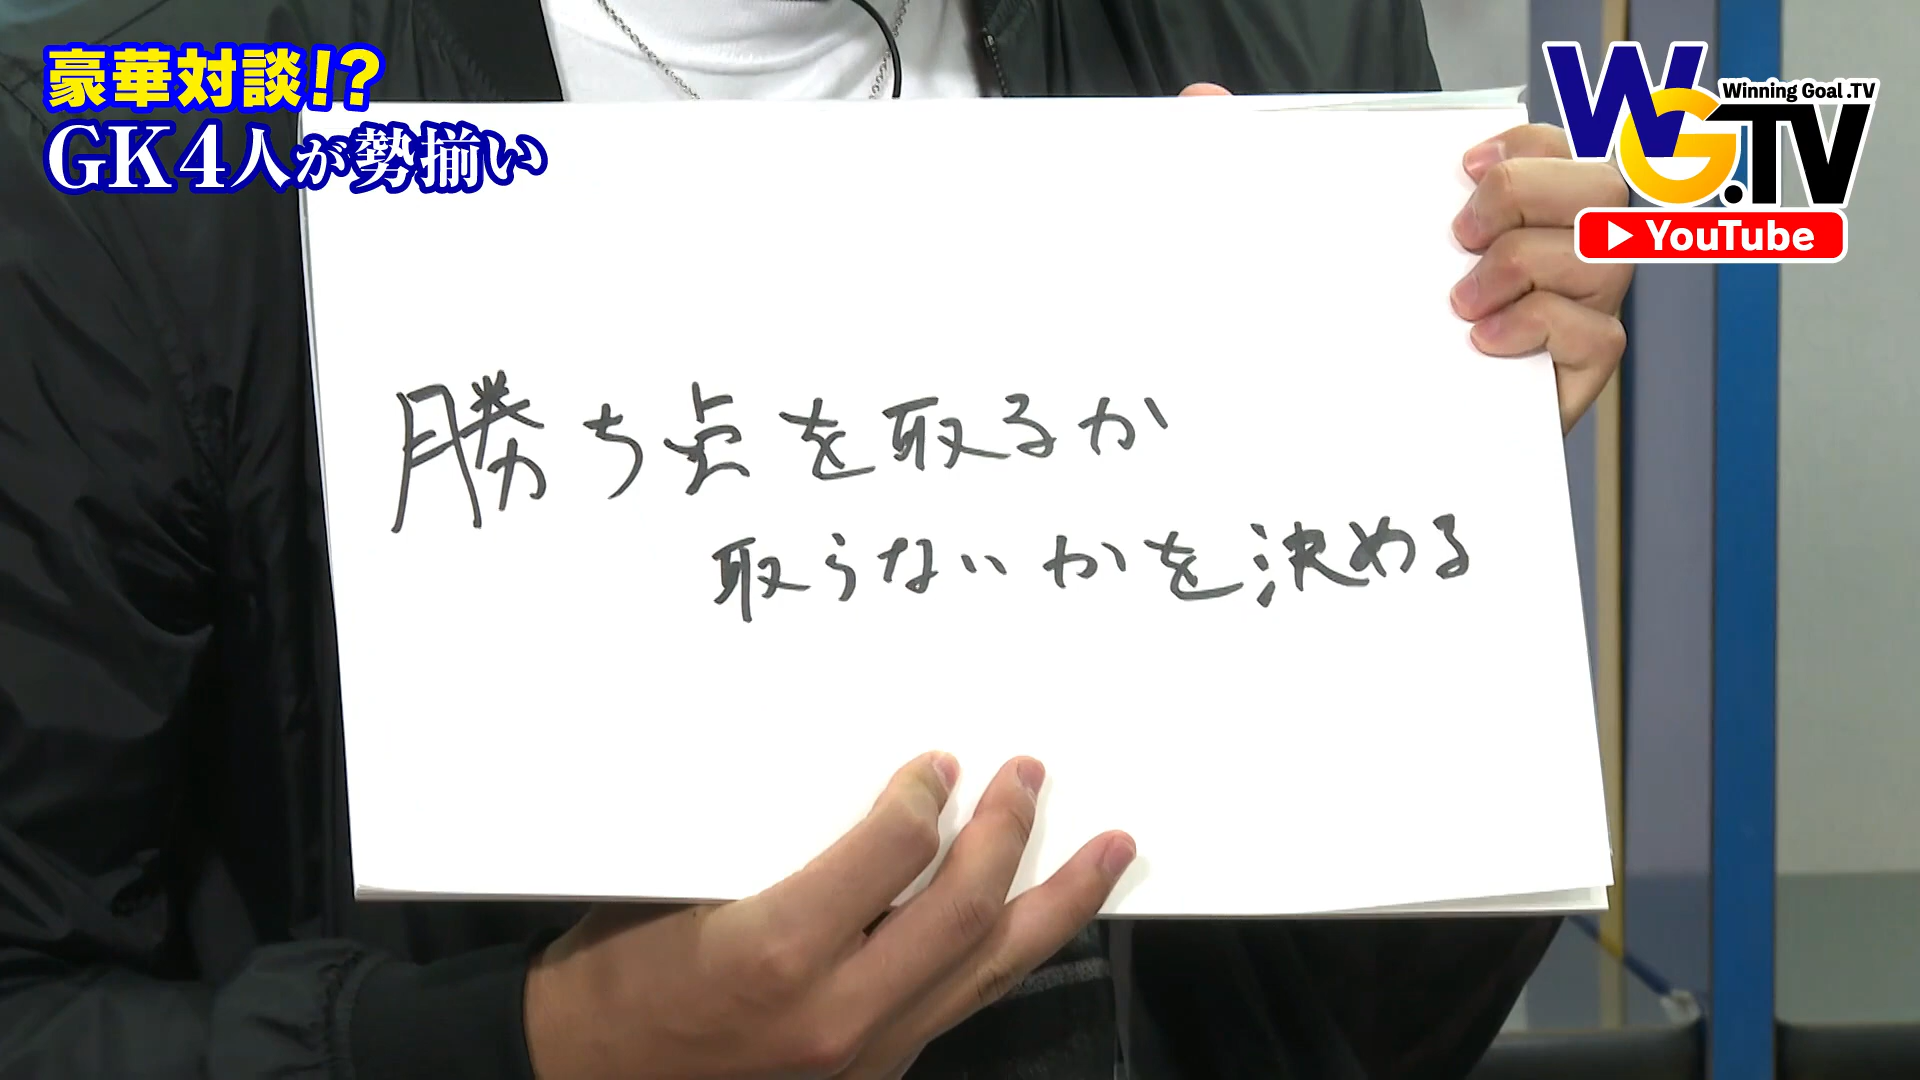 豪華対談!?
GK4人が勢揃い
WG.TV
Winning Goal .TV
YouTube
勝ち点を取るか
取らないかを決める